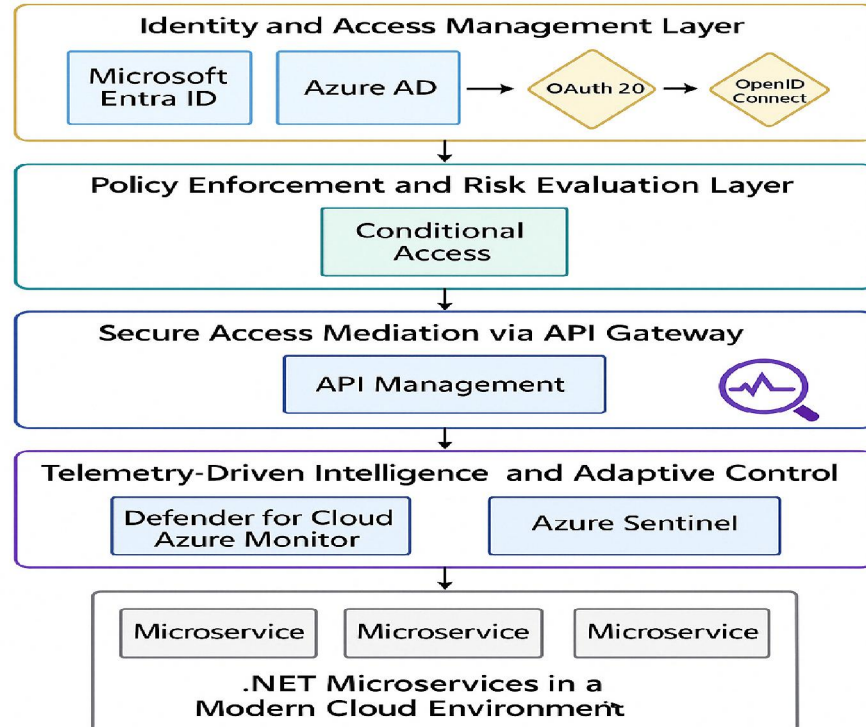 Identity and Access Management Layer
Microsoft
Entra ID
Azure AD
OAuth 20
OpenID
Connect
Policy Enforcement and Risk Evaluation Layer
Conditional
Access
Secure Access Mediation via API Gateway
API Management
Telemetry-Driven Intelligence and Adaptive Control
Defender for Cloud
Azure Monitor
Azure Sentinel
Microservice
Microservice
Microservice
.NET Microservices in a
Modern Cloud Environment